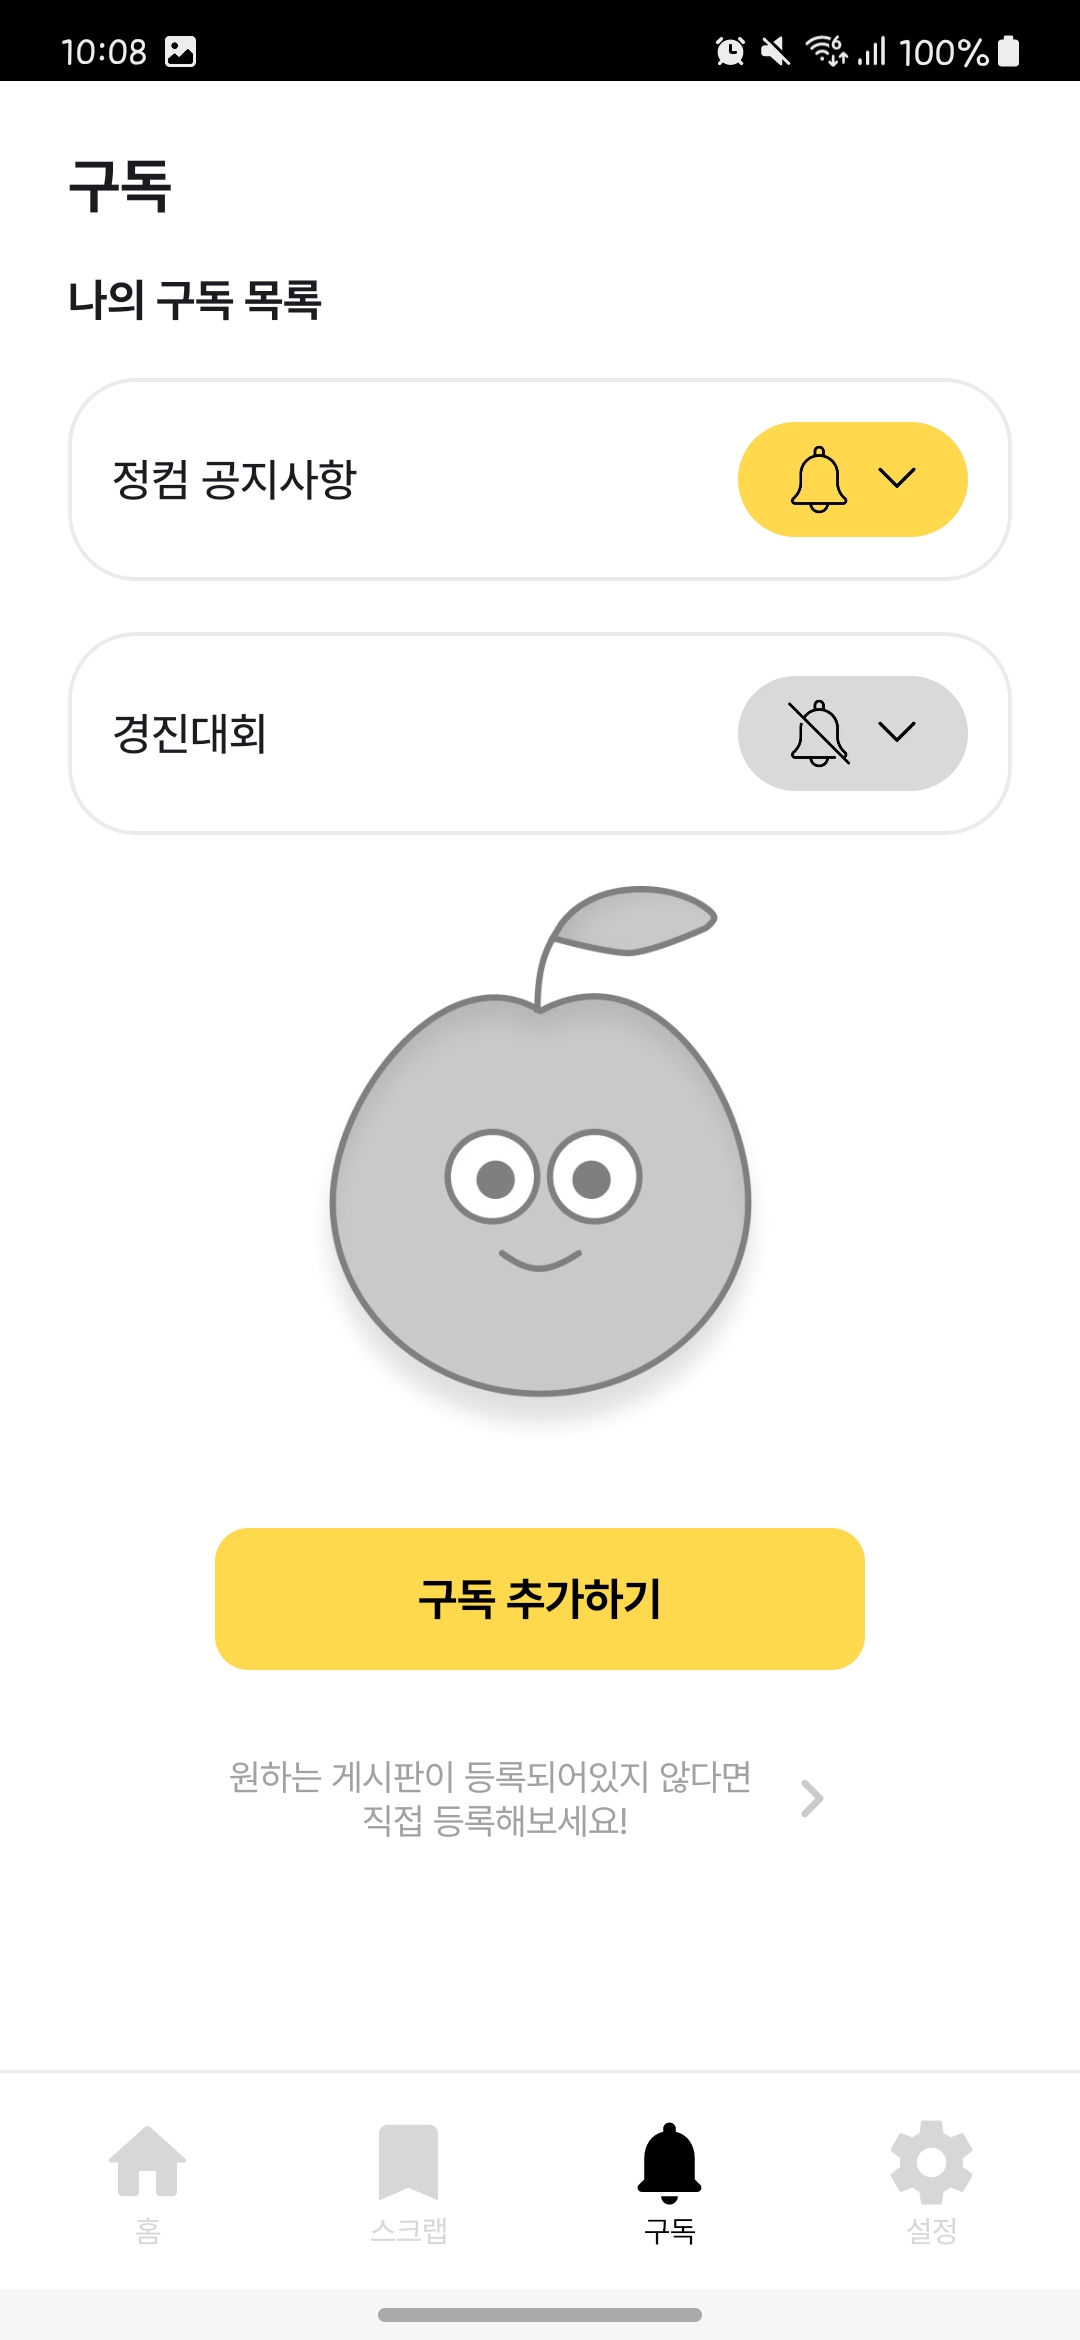 10:08
100%
구독
나의 구독 목록
정컴 공지사항
경진대회
구독 추가하기
원하는 게시판이 등록되어있지 않다면
직접 등록해보세요!
홈
스크랩
구독
설정